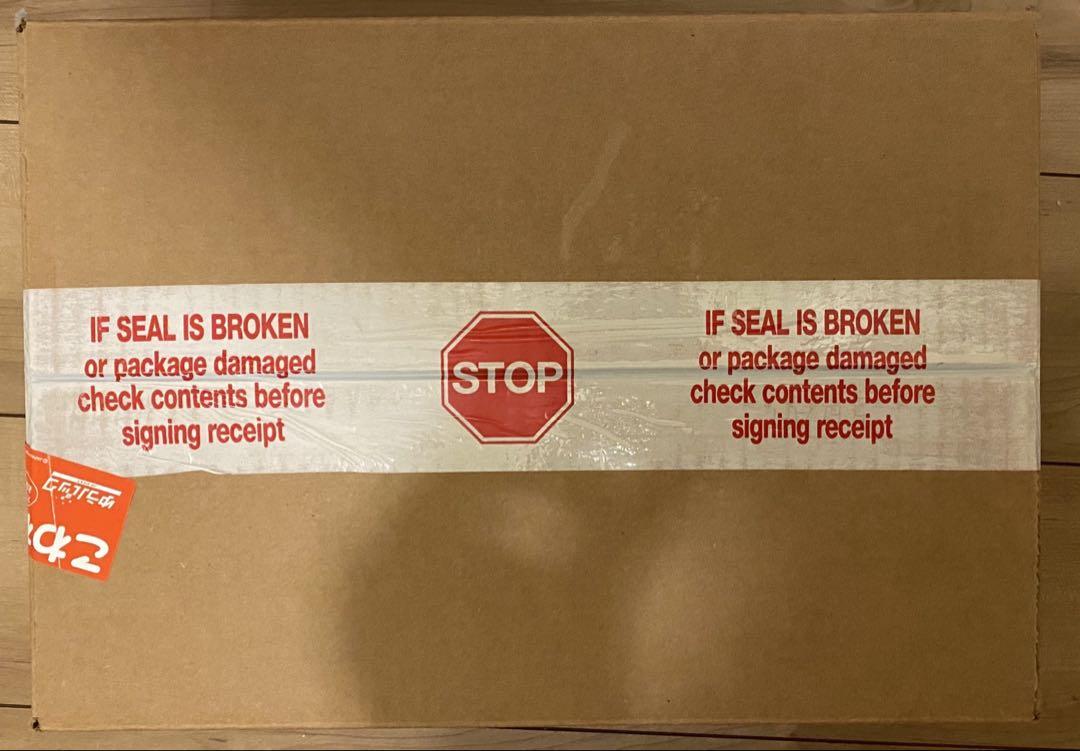 IF SEAL IS BROKEN
or package damaged
check contents before
signing receipt
STOP
IF SEAL IS BROKEN
or package damaged
check contents before
signing receipt